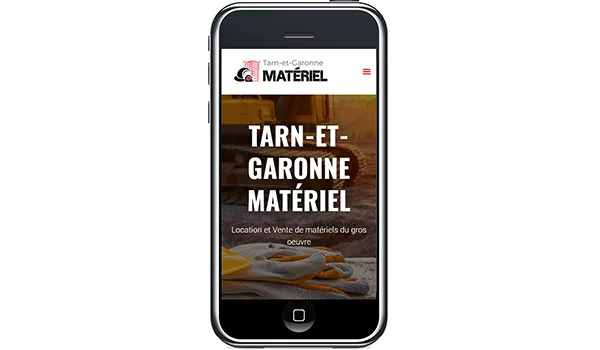 Tarn-et-Garonne
MATÉRIEL
TARN-ET-
GARONNE
MATÉRIEL
Location et Vente de matériels du gros
oeuvre